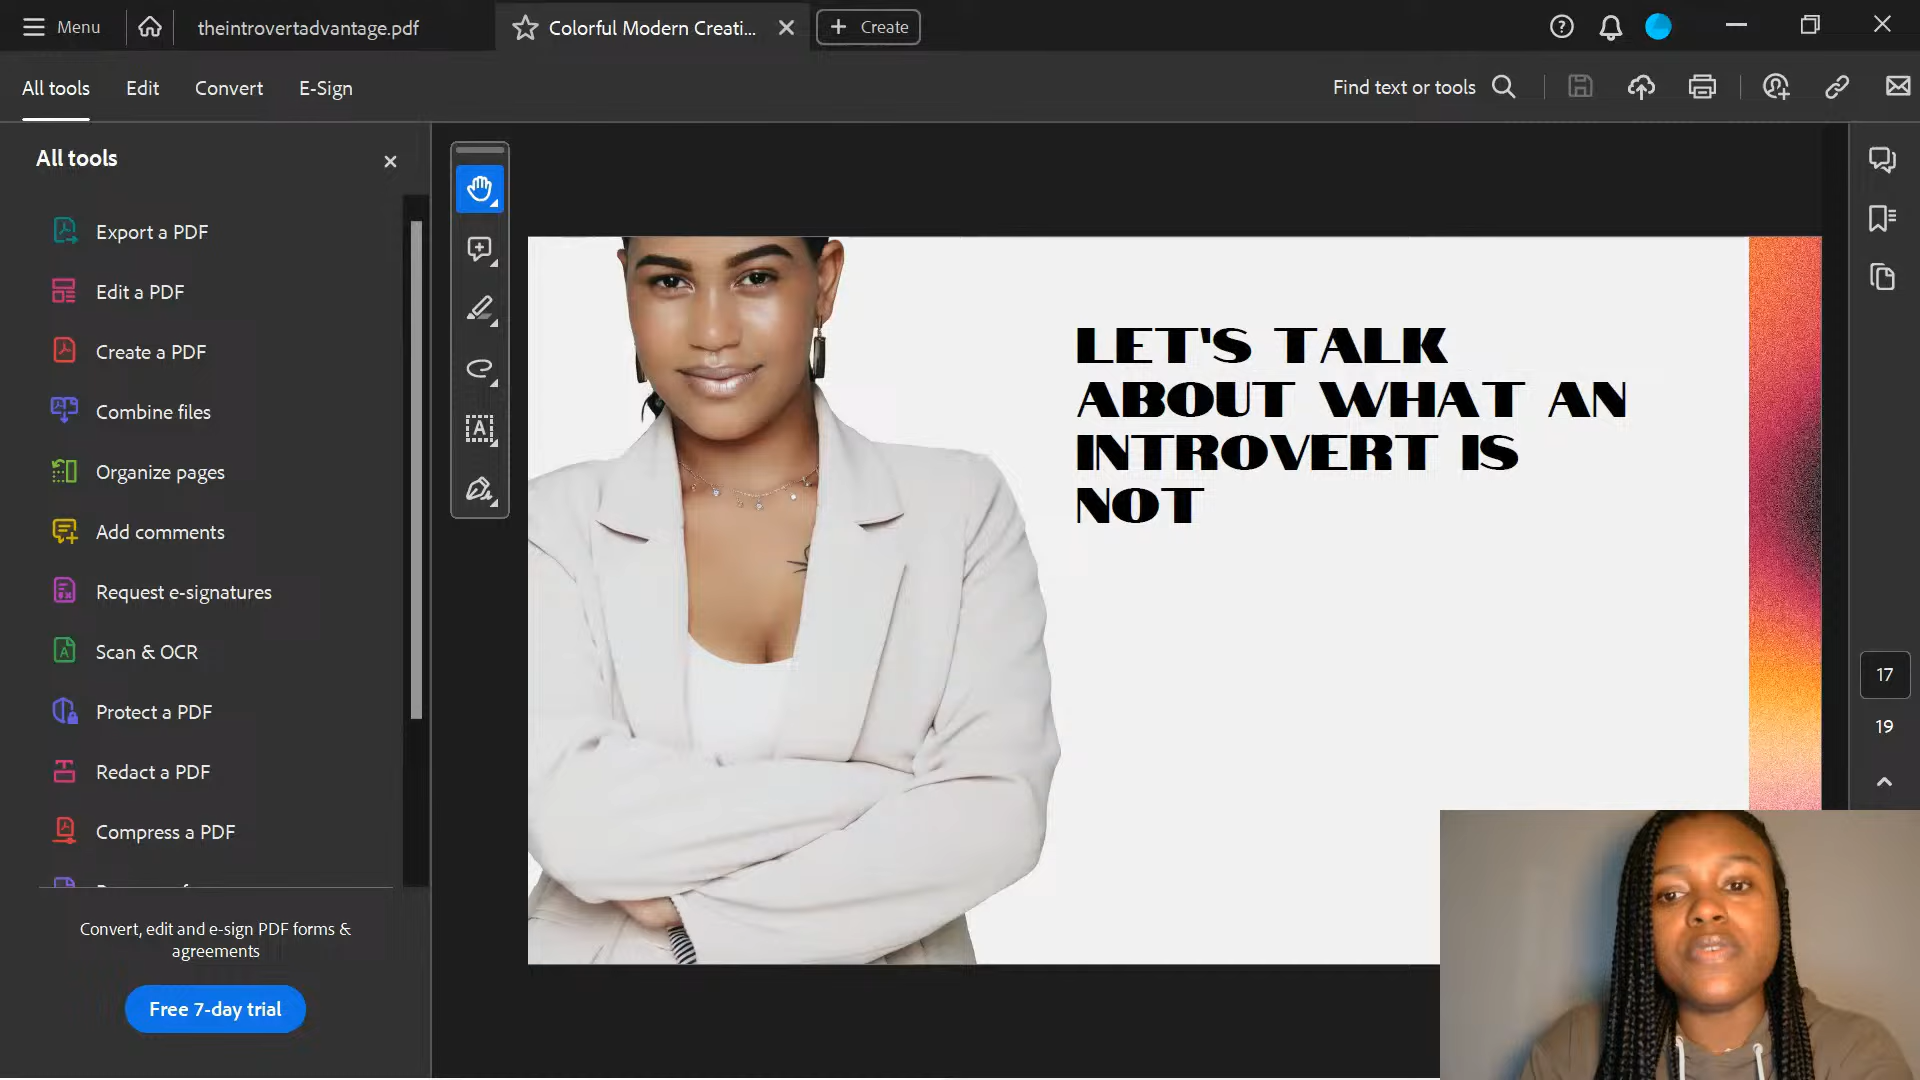 Menu
theintrovertadvantage.pdf
Colorful Modern Creati...
Create
All tools
Edit
Convert
E-Sign
Find text or tools
All tools
Export a PDF
Edit a PDF
Create a PDF
Combine files
Organize pages
Add comments
Request e-signatures
Scan & OCR
Protect a PDF
Redact a PDF
Compress a PDF
Convert, edit and e-sign PDF forms &
agreements
Free 7-day trial
LET'S TALK
ABOUT WHAT AN
INTROVERT IS
NOT
17
19